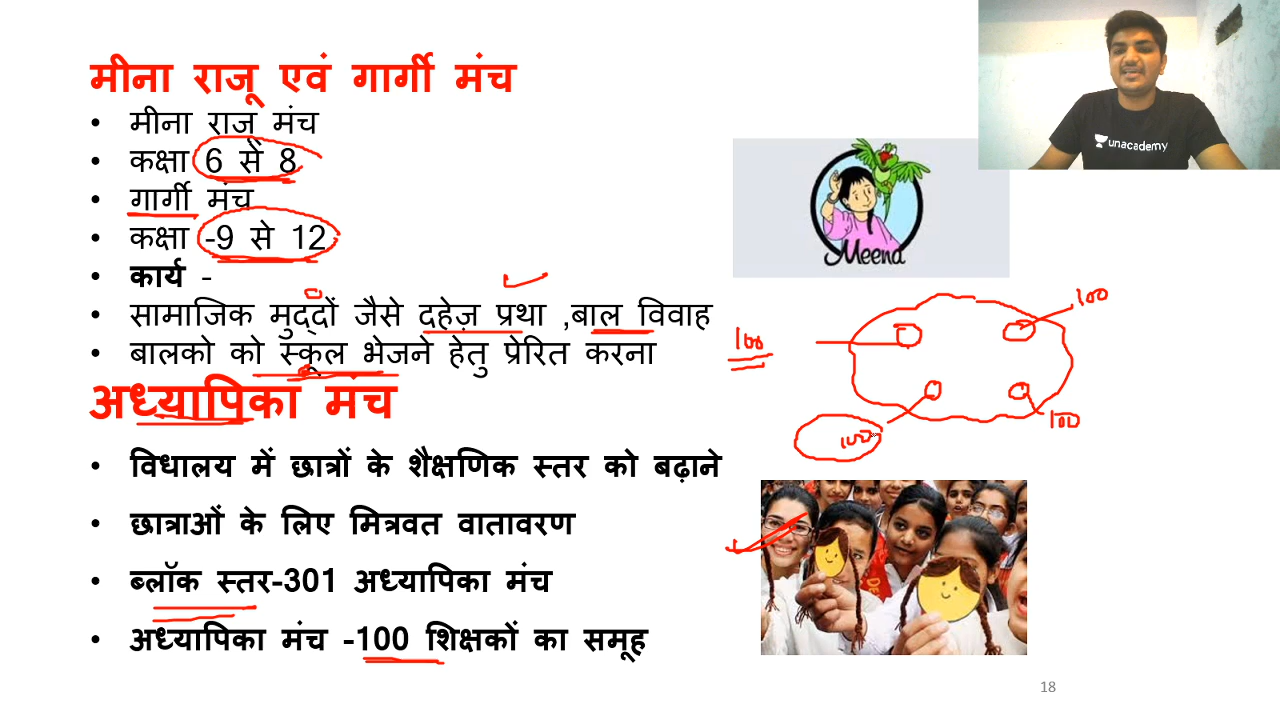 मीना राजू एवं गार्गी मंच
• मीना राजू मंच
• कक्षा 6 से 8
• गार्गी मंच
• कक्षा -9 से 12
• कार्य -
• सामाजिक मुद्दों जैसे दहेज़ प्रथा ,बाल विवाह
• बालको को स्कूल भेजने हेतु प्रेरित करना
अध्यापिका मंच
• विधालय में छात्रों के शैक्षणिक स्तर को बढ़ाने
• छात्राओं के लिए मित्रवत वातावरण
• ब्लॉक स्तर-301 अध्यापिका मंच
• अध्यापिका मंच -100 शिक्षकों का समूह
unacademy
Meena
100
100
100
100
18